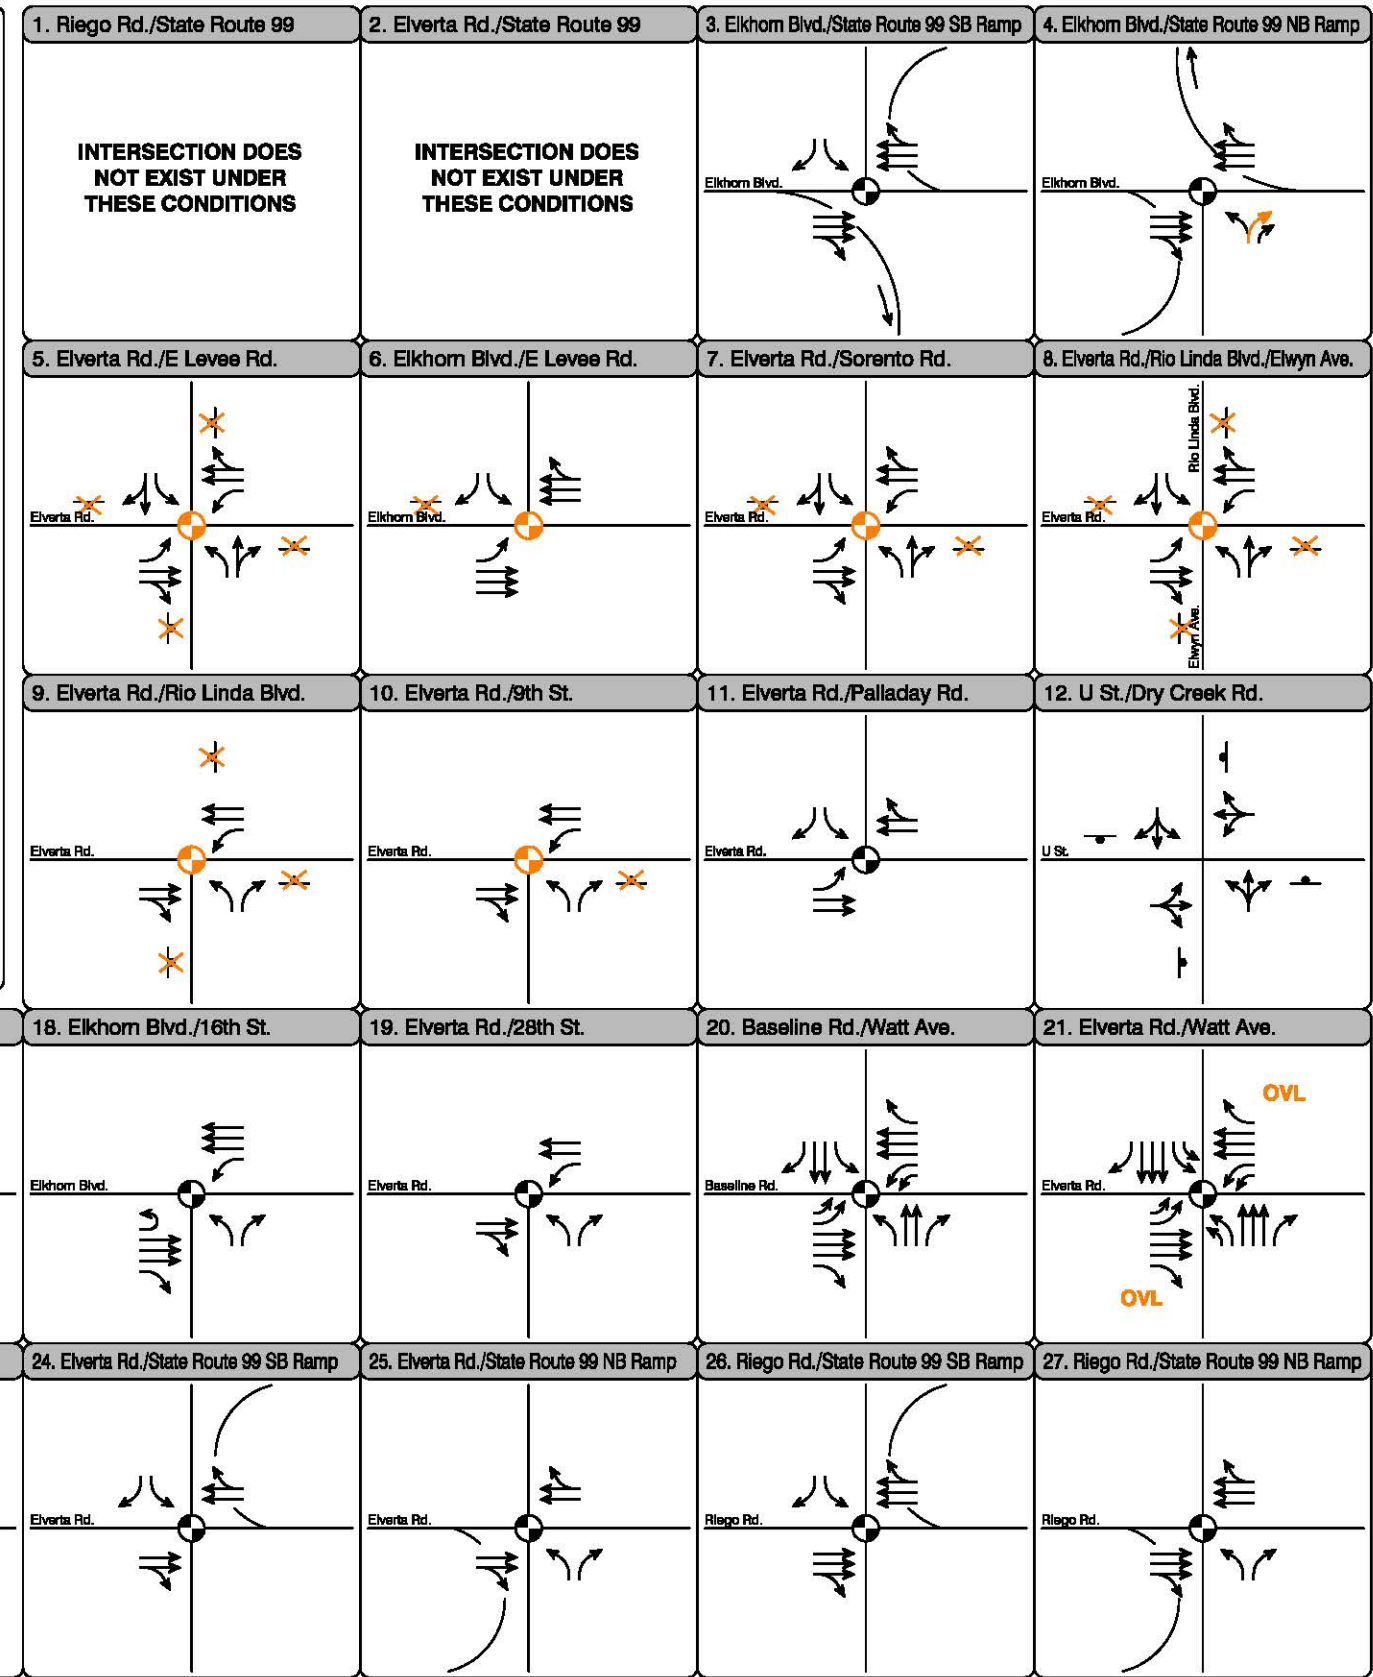 1. Riego Rd./State Route 99
2. Elverta Rd./State Route 99
3. Elkhorn Blvd./State Route 99 SB Ramp
4. Elkhorn Blvd./State Route 99 NB Ramp
INTERSECTION DOES
NOT EXIST UNDER
THESE CONDITIONS
INTERSECTION DOES
NOT EXIST UNDER
THESE CONDITIONS
Elkhorn Blvd.
Elkhorn Blvd.
5. Elverta Rd./E Levee Rd.
6. Elkhorn Blvd./E Levee Rd.
7. Elverta Rd./Sorento Rd.
8. Elverta Rd./Rio Linda Blvd./Elwyn Ave.
Elverta Rd.
Elkhorn Blvd.
Elverta Rd.
Rio Linda Blvd.
Elverta Rd.
Elwyn Ave.
9. Elverta Rd./Rio Linda Blvd.
10. Elverta Rd./9th St.
11. Elverta Rd./Palladay Rd.
12. U St./Dry Creek Rd.
Elverta Rd.
Elverta Rd.
Elverta Rd.
U St.
18. Elkhorn Blvd./16th St.
19. Elverta Rd./28th St.
20. Baseline Rd./Watt Ave.
21. Elverta Rd./Watt Ave.
Elkhorn Blvd.
Elverta Rd.
Baseline Rd.
OVL
Elverta Rd.
OVL
24. Elverta Rd./State Route 99 SB Ramp
25. Elverta Rd./State Route 99 NB Ramp
26. Riego Rd./State Route 99 SB Ramp
27. Riego Rd./State Route 99 NB Ramp
Elverta Rd.
Elverta Rd.
Riego Rd.
Riego Rd.